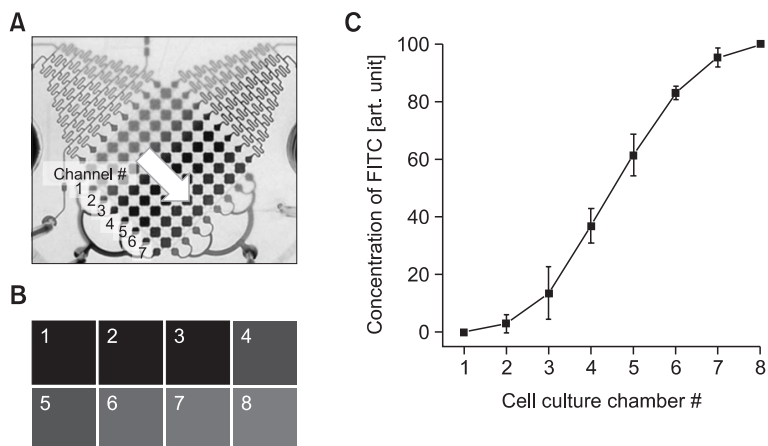 A
Channel #
1
2
3
4
5
6
7
B
1 2 3 4
5 6 7 8
C
Concentration of FITC [art. unit]
100
80
60
40
20
0
1 2 3 4 5 6 7 8
Cell culture chamber #